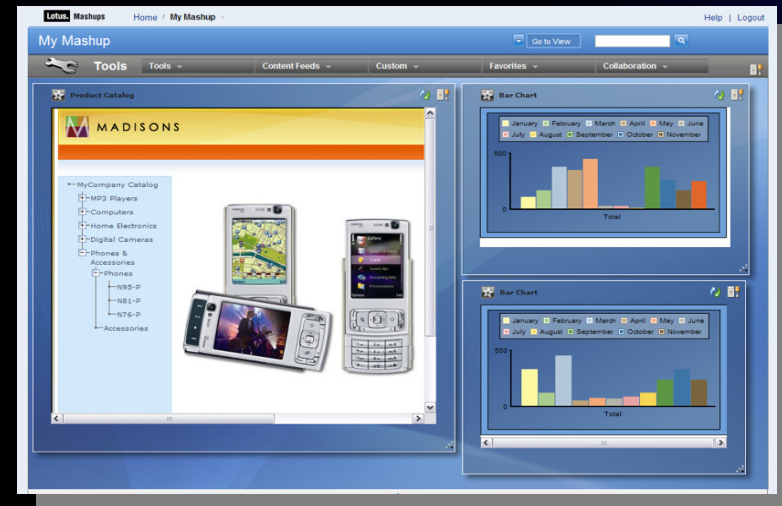 Lotus. Mashups Home / My Mashup Help | Logout
My Mashup Go to View
Tools Tools Content Feeds Custom Favorites Collaboration
Product Catalog
MADISONS
MyCompany Catalog
MP3 Players
Computers
Home Electronics
Digital Cameras
Phones &
Accessories
Phones
N95-P
N81-P
N76-P
Accessories
Gallery
Bar Chart
January February March April May June
July August September October November
500
0
Total
Bar Chart
January February March April May June
July August September October November
500
0
Total